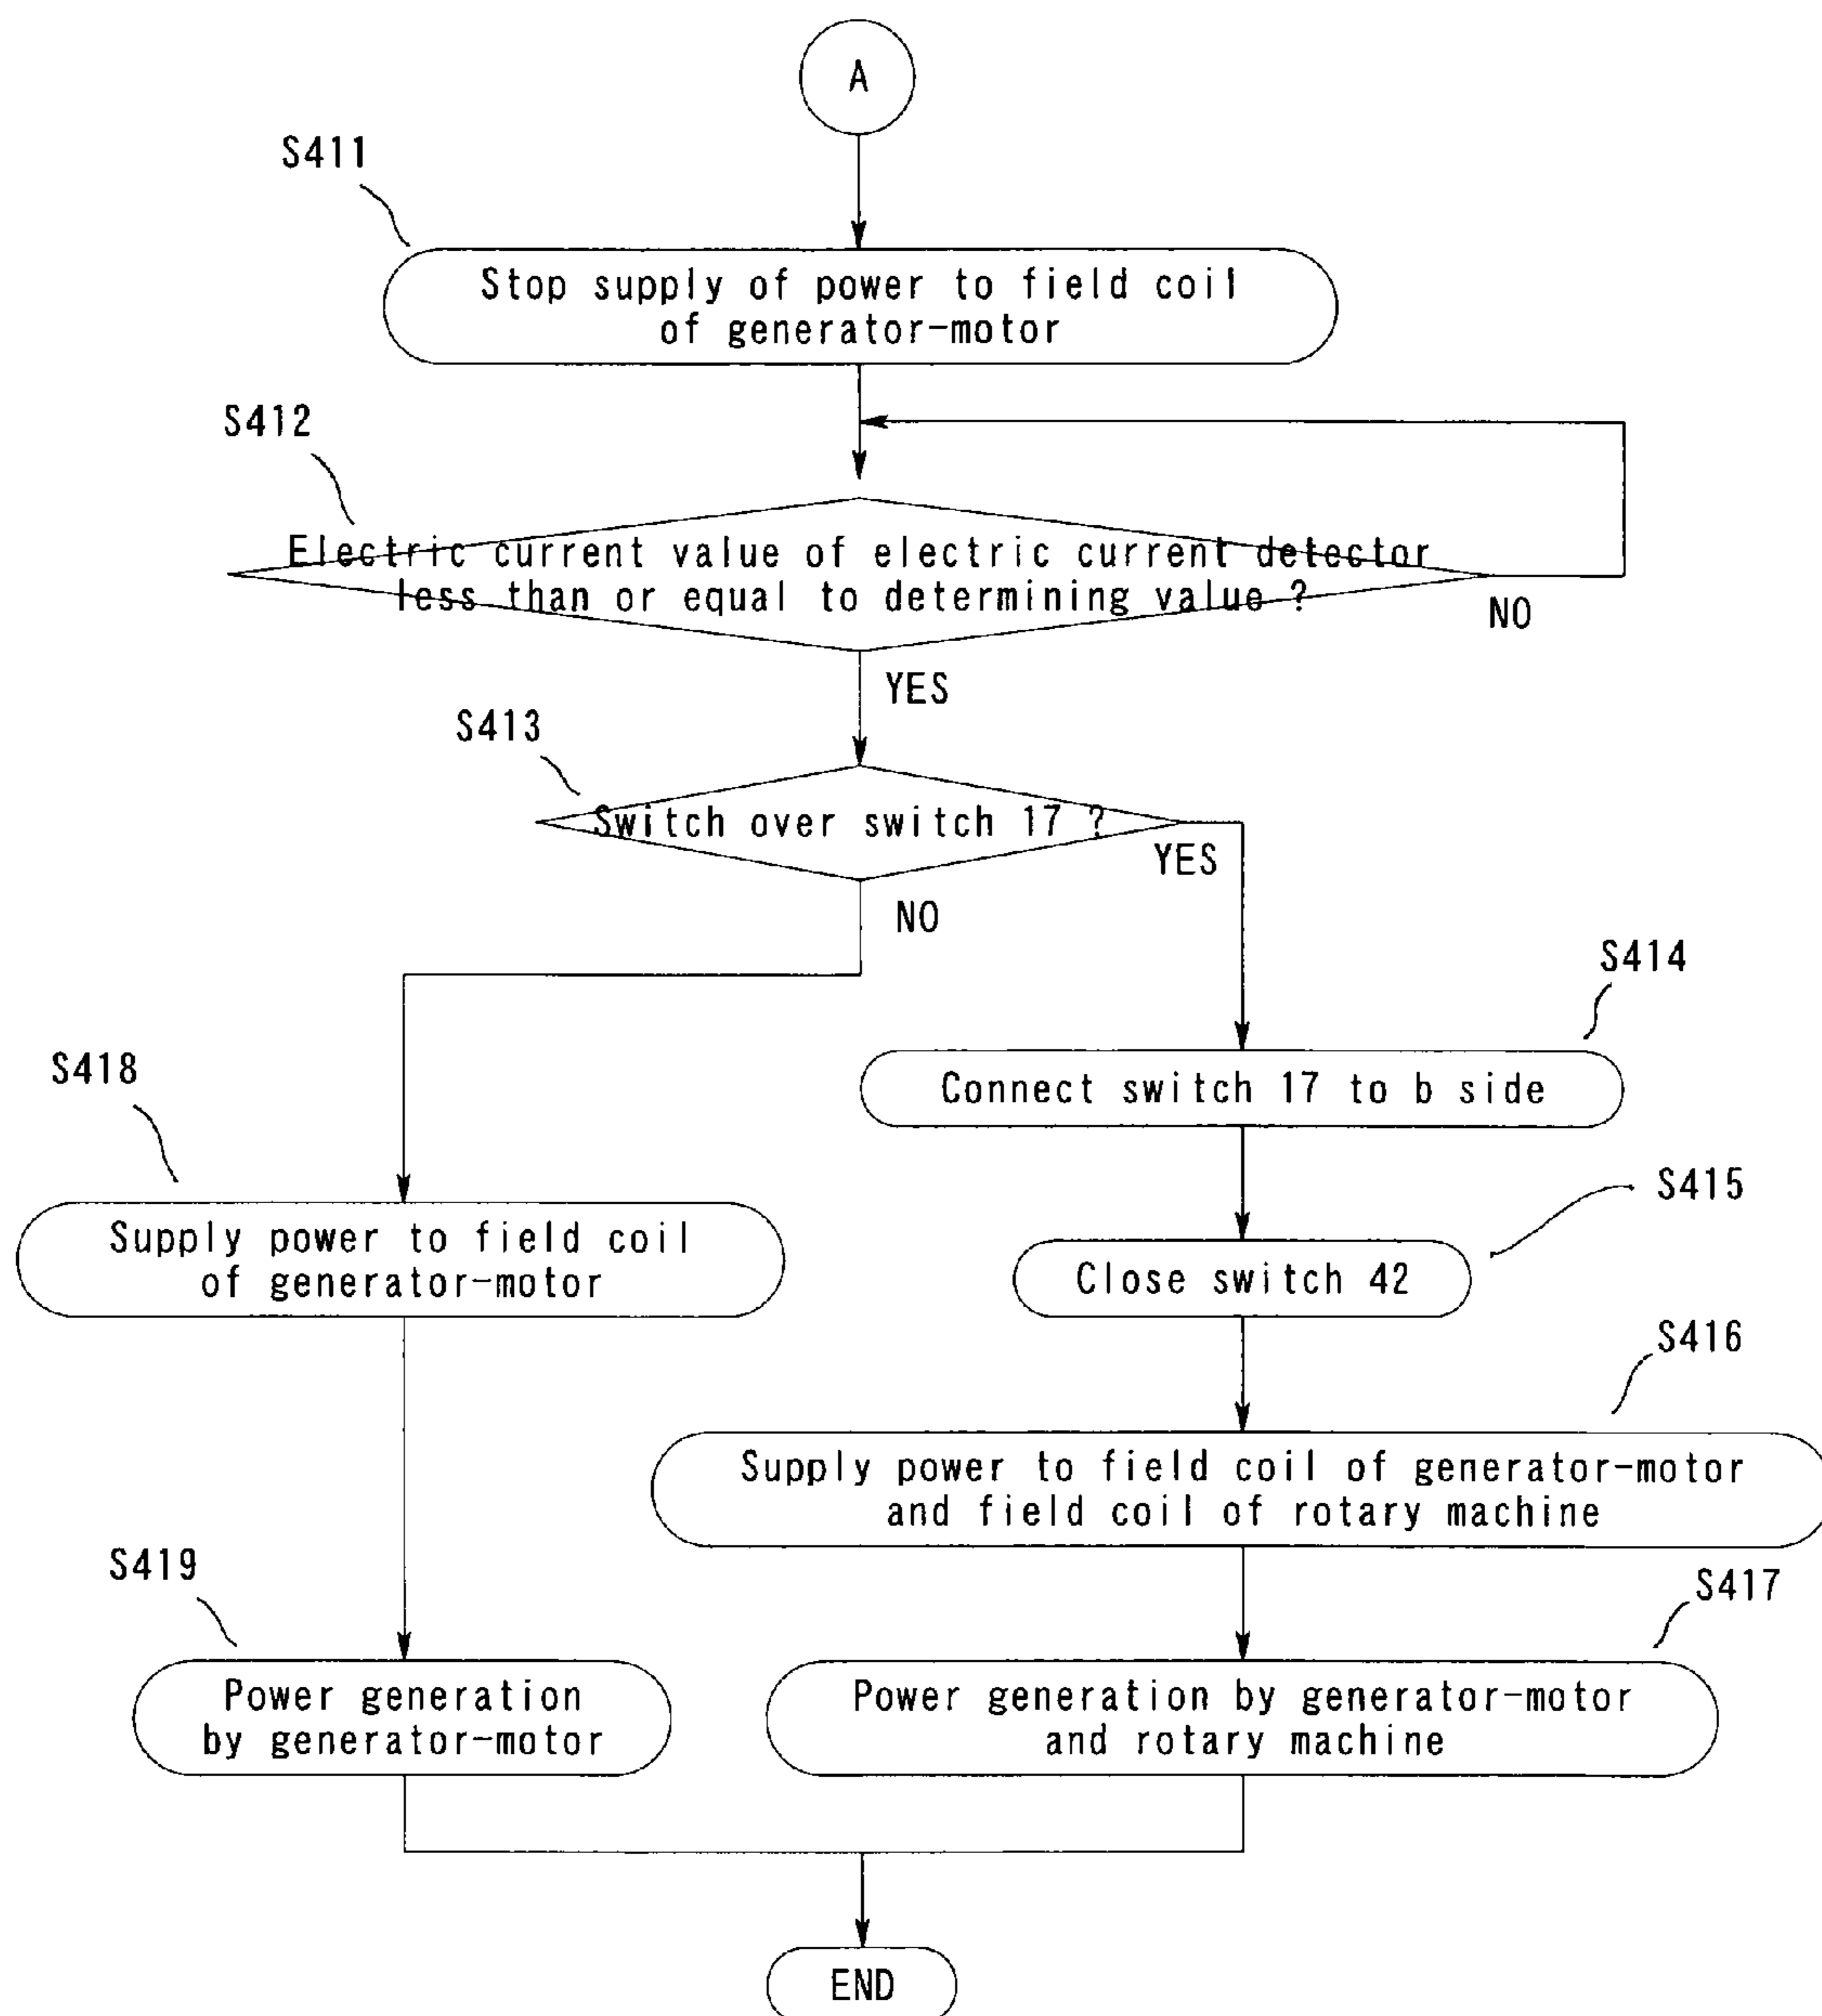 A
S411
Stop supply of power to field coil
of generator-motor
S412
Electric current value of electric current detector
less than or equal to determining value ?
NO
YES
S413
Switch over switch 17 ?
YES
NO
S414
Connect switch 17 to b side
S418
Supply power to field coil
of generator-motor
S415
Close switch 42
S416
Supply power to field coil of generator-motor
and field coil of rotary machine
S419
Power generation
by generator-motor
S417
Power generation by generator-motor
and rotary machine
END